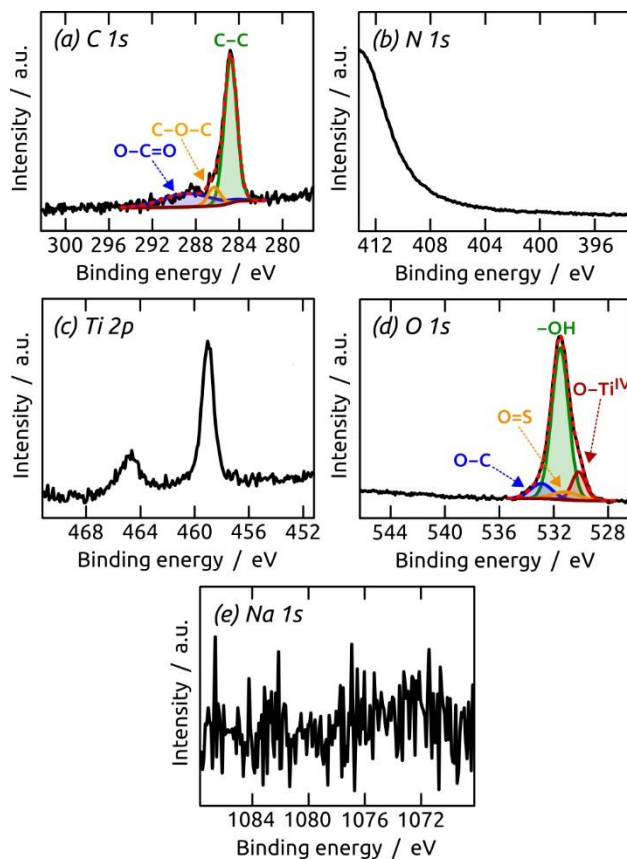 (a) C 1s
C–C
C–O–C
O–C=O
Intensity / a.u.
300 296 292 288 284 280
Binding energy / eV
(b) N 1s
Intensity / a.u.
412 408 404 400 396
Binding energy / eV
(c) Ti 2p
Intensity / a.u.
468 464 460 457 452
Binding energy / eV
(d) O 1s
–OH
O–Ti^IV
O=S
O–C
Intensity / a.u.
544 540 536 531 528
Binding energy / eV
(e) Na 1s
Intensity / a.u.
1084 1080 1076 1072
Binding energy / eV